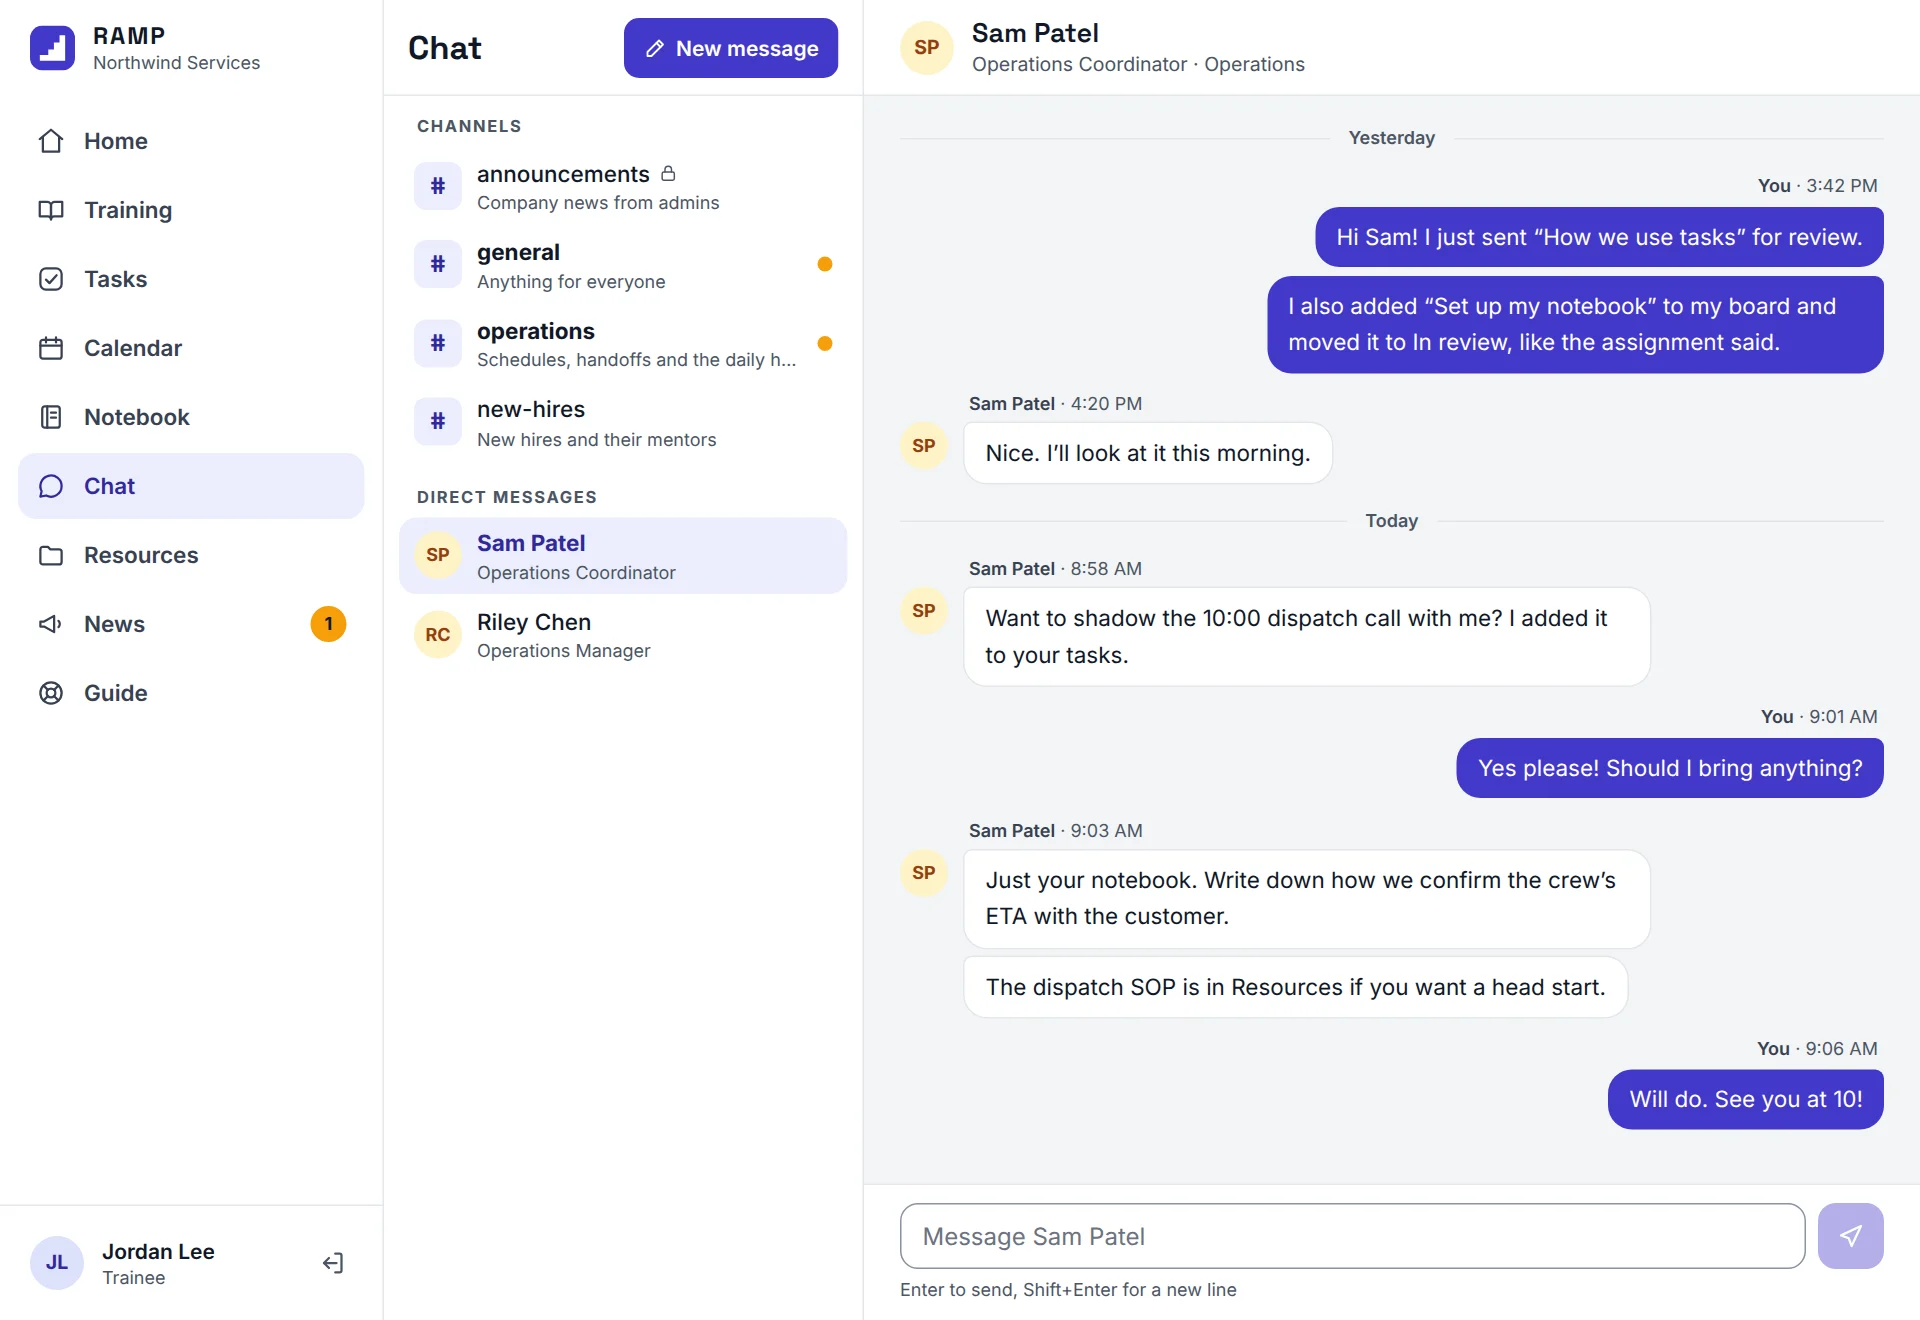 RAMP
Northwind Services
Home
Training
Tasks
Calendar
Notebook
Chat
Resources
News
1
Guide
JL
Jordan Lee
Trainee
Chat
New message
CHANNELS
#
announcements
Company news from admins
#
general
Anything for everyone
#
operations
Schedules, handoffs and the daily h...
#
new-hires
New hires and their mentors
DIRECT MESSAGES
SP
Sam Patel
Operations Coordinator
RC
Riley Chen
Operations Manager
SP
Sam Patel
Operations Coordinator · Operations
Yesterday
You · 3:42 PM
Hi Sam! I just sent “How we use tasks” for review.
I also added “Set up my notebook” to my board and
moved it to In review, like the assignment said.
Sam Patel · 4:20 PM
SP
Nice. I’ll look at it this morning.
Today
Sam Patel · 8:58 AM
SP
Want to shadow the 10:00 dispatch call with me? I added it
to your tasks.
You · 9:01 AM
Yes please! Should I bring anything?
Sam Patel · 9:03 AM
SP
Just your notebook. Write down how we confirm the crew’s
ETA with the customer.
The dispatch SOP is in Resources if you want a head start.
You · 9:06 AM
Will do. See you at 10!
Message Sam Patel
Enter to send, Shift+Enter for a new line